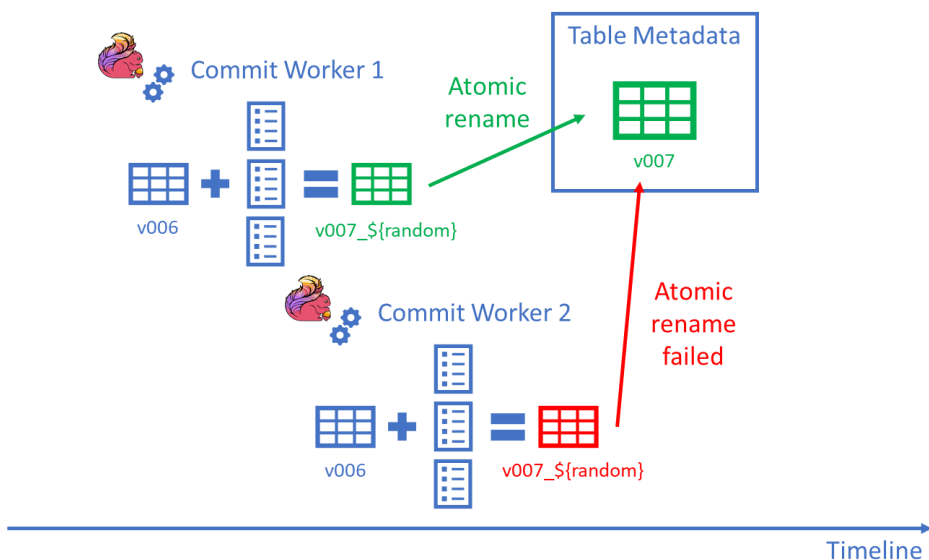 Table Metadata
Commit Worker 1
Atomic
rename
v007
v006
v007_${random}
Commit Worker 2
Atomic
rename
failed
v006
v007_${random}
Timeline